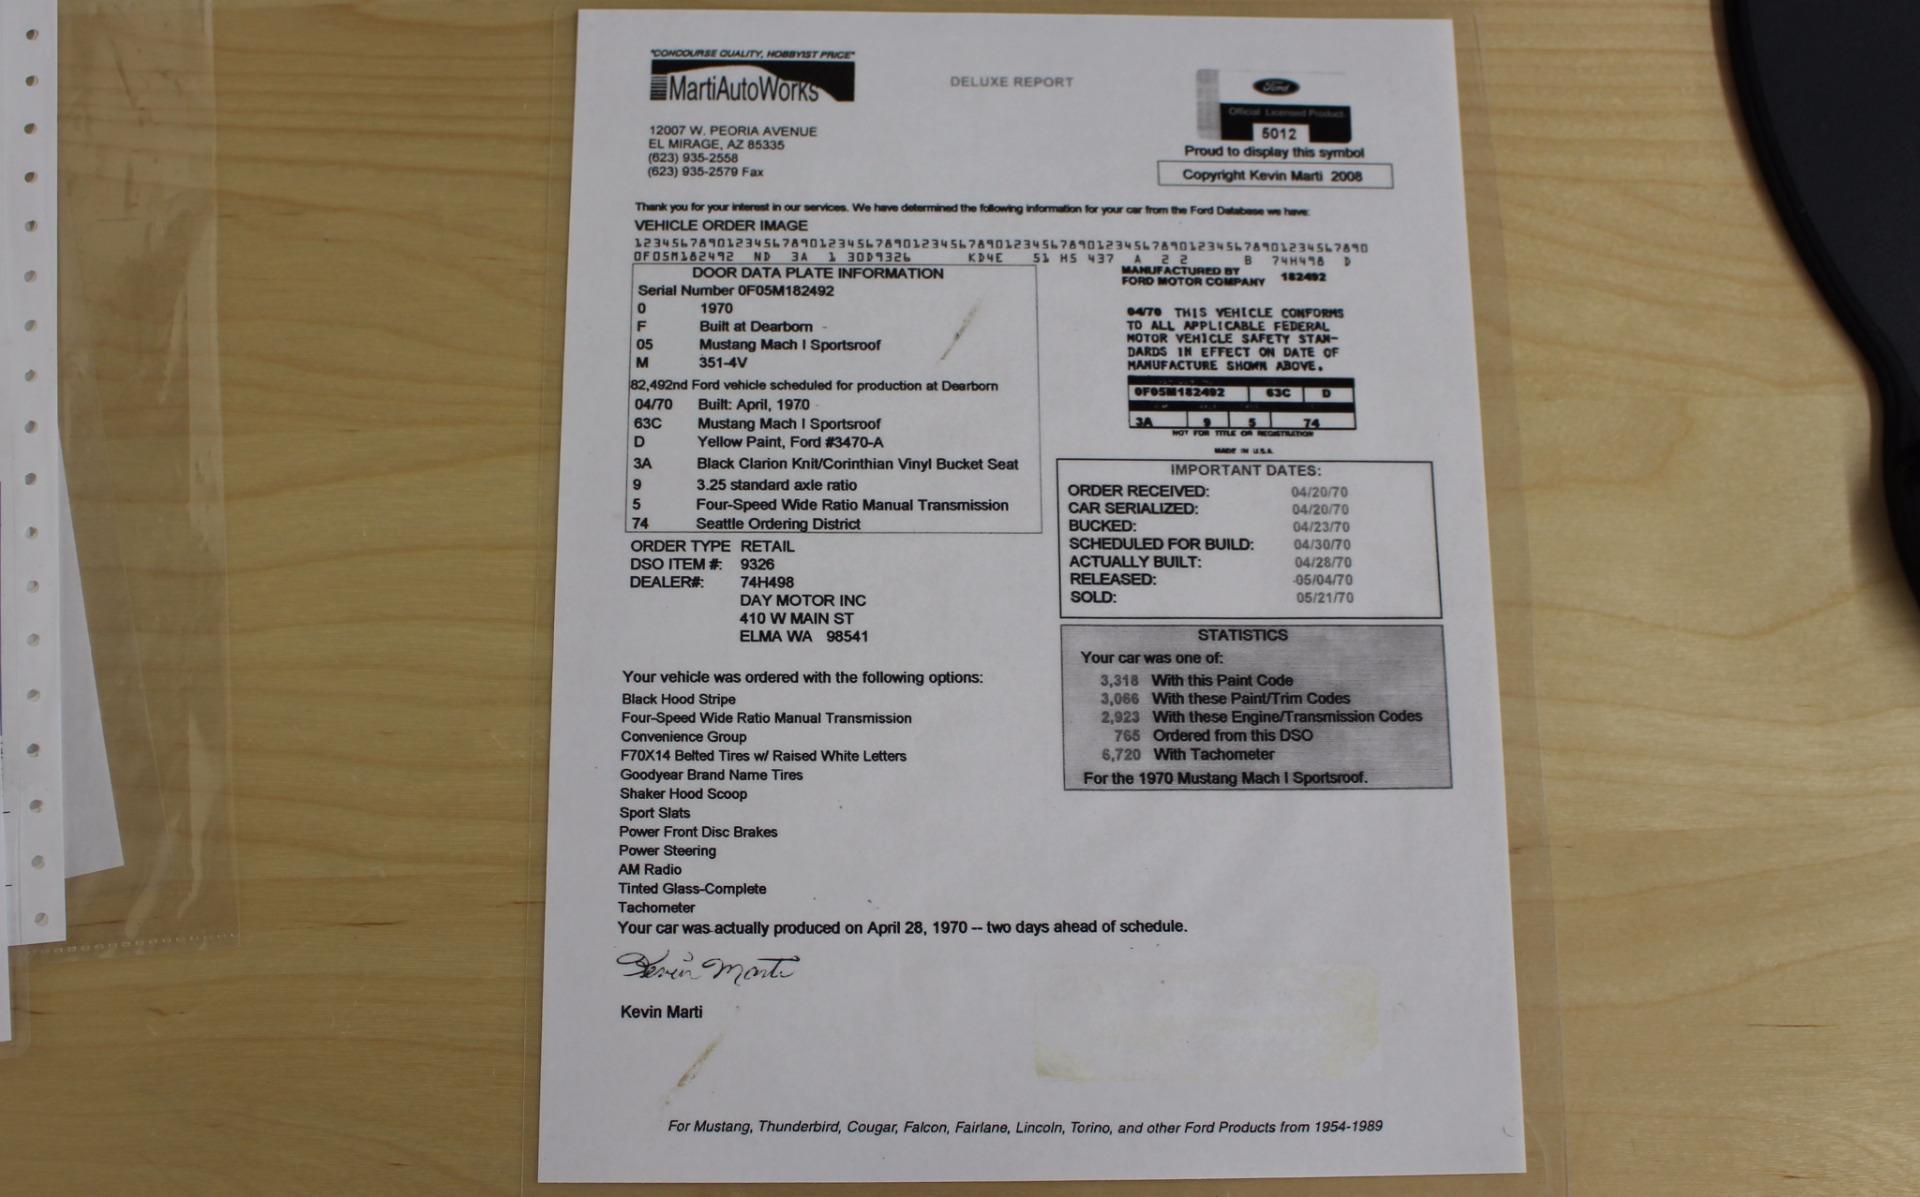 "CONCOURSE QUALITY, HOBBYIST PRICE"
MartiAutoWorks
DELUXE REPORT
Ford
Official Licensed Product
5012
Proud to display this symbol
Copyright Kevin Marti 2008
12007 W. PEORIA AVENUE
EL MIRAGE, AZ 85335
(623) 935-2558
(623) 935-2579 Fax
Thank you for your interest in our services. We have determined the following information for your car from the Ford Database we have:
VEHICLE ORDER IMAGE
12345678901234567890123456789012345678901234567890123456789012345678901234567890
0F05M182492 ND 3A 1 30D9326 KD4E 51 H5 437 A 2 2 B 74H498 D
DOOR DATA PLATE INFORMATION
Serial Number 0F05M182492
0 1970
F Built at Dearborn
05 Mustang Mach I Sportsroof
M 351-4V
82,492nd Ford vehicle scheduled for production at Dearborn
04/70 Built: April, 1970
63C Mustang Mach I Sportsroof
D Yellow Paint, Ford #3470-A
3A Black Clarion Knit/Corinthian Vinyl Bucket Seat
9 3.25 standard axle ratio
5 Four-Speed Wide Ratio Manual Transmission
74 Seattle Ordering District
MANUFACTURED BY
FORD MOTOR COMPANY 182492
04/70 THIS VEHICLE CONFORMS
TO ALL APPLICABLE FEDERAL
MOTOR VEHICLE SAFETY STAN-
DARDS IN EFFECT ON DATE OF
MANUFACTURE SHOWN ABOVE.
0F05M182492 63C D
3A 9 5 74
NOT FOR TITLE OR REGISTRATION
MADE IN U.S.A.
ORDER TYPE RETAIL
DSO ITEM #: 9326
DEALER#: 74H498
DAY MOTOR INC
410 W MAIN ST
ELMA WA 98541
IMPORTANT DATES:
ORDER RECEIVED: 04/20/70
CAR SERIALIZED: 04/20/70
BUCKED: 04/23/70
SCHEDULED FOR BUILD: 04/30/70
ACTUALLY BUILT: 04/28/70
RELEASED: 05/04/70
SOLD: 05/21/70
STATISTICS
Your car was one of:
3,318 With this Paint Code
3,066 With these Paint/Trim Codes
2,923 With these Engine/Transmission Codes
765 Ordered from this DSO
6,720 With Tachometer
For the 1970 Mustang Mach I Sportsroof.
Your vehicle was ordered with the following options:
Black Hood Stripe
Four-Speed Wide Ratio Manual Transmission
Convenience Group
F70X14 Belted Tires w/ Raised White Letters
Goodyear Brand Name Tires
Shaker Hood Scoop
Sport Slats
Power Front Disc Brakes
Power Steering
AM Radio
Tinted Glass-Complete
Tachometer
Your car was actually produced on April 28, 1970 -- two days ahead of schedule.
Kevin Marti
Kevin Marti
For Mustang, Thunderbird, Cougar, Falcon, Fairlane, Lincoln, Torino, and other Ford Products from 1954-1989